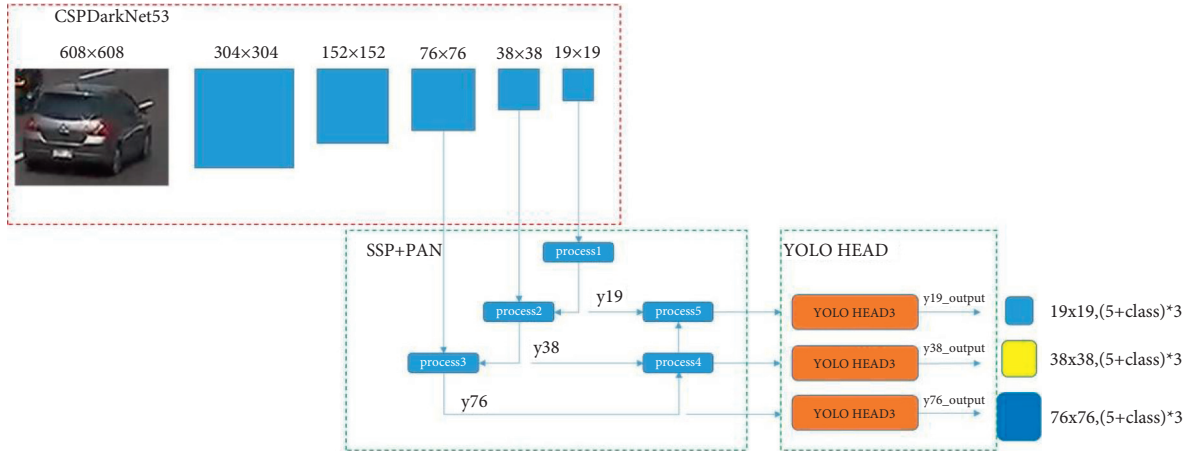 CSPDarkNet53
608×608
304×304
152×152
76×76
38×38
19×19
SSP+PAN
process1
process2
y19
process5
process3
y38
process4
y76
YOLO HEAD
YOLO HEAD3
y19_output
19x19,(5+class)*3
YOLO HEAD3
y38_output
38x38,(5+class)*3
YOLO HEAD3
y76_output
76x76,(5+class)*3